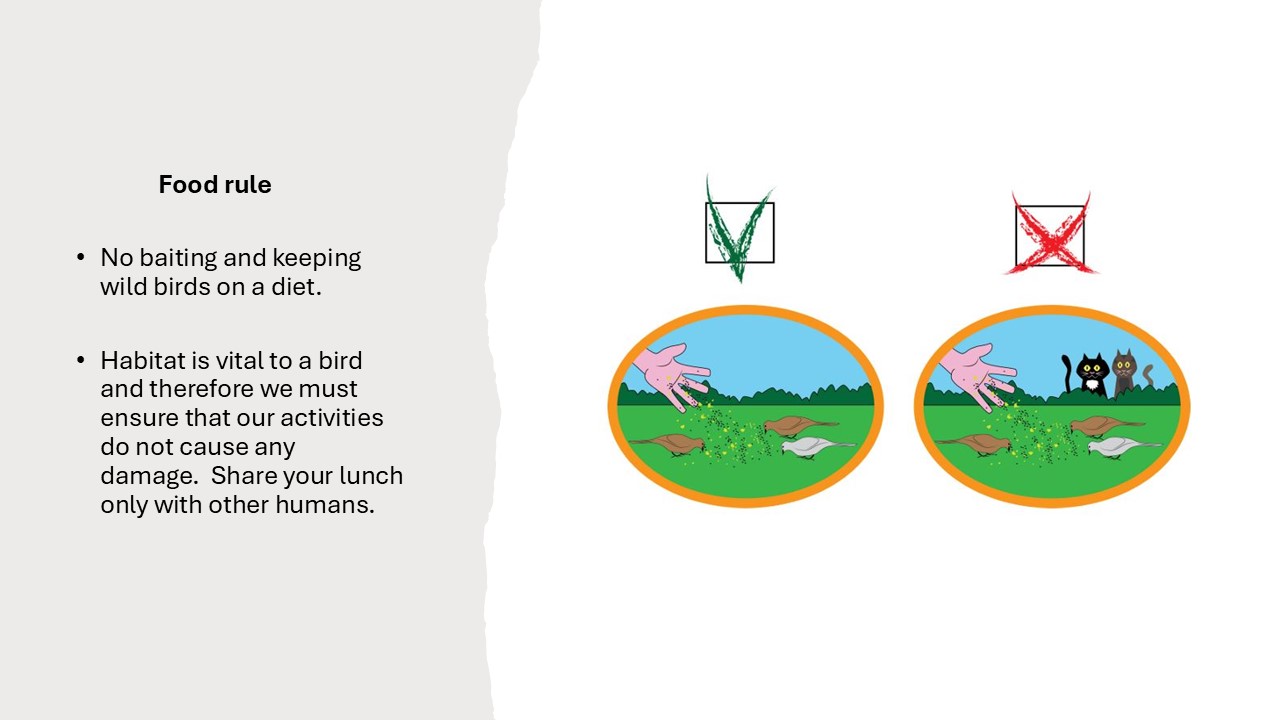 Food rule
• No baiting and keeping
wild birds on a diet.
• Habitat is vital to a bird
and therefore we must
ensure that our activities
do not cause any
damage.  Share your lunch
only with other humans.